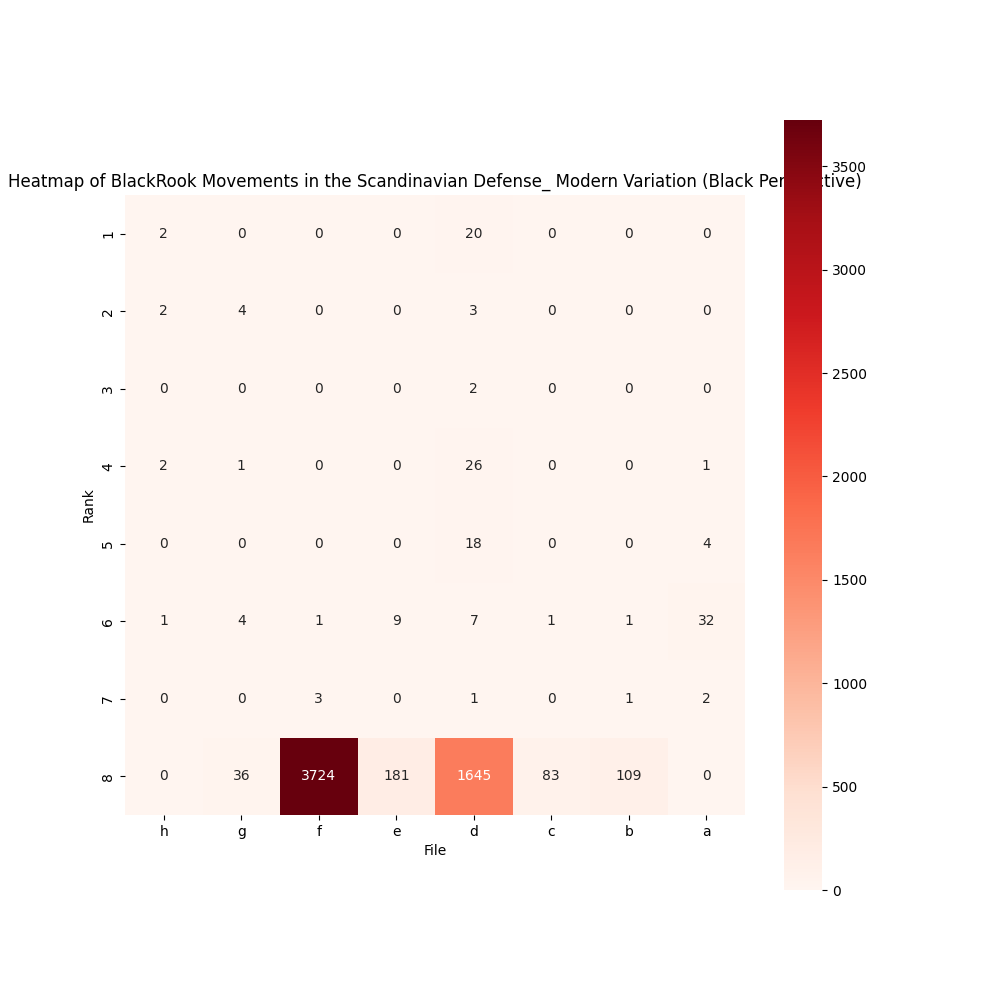 Heatmap of BlackRook Movements in the Scandinavian Defense_ Modern Variation (Black Per ctive)
3500
3000
2500
2000
1500
1000
500
0
Rank
1 2 0 0 0 20 0 0 0
2 2 4 0 0 3 0 0 0
3 0 0 0 0 2 0 0 0
4 2 1 0 0 26 0 0 1
5 0 0 0 0 18 0 0 4
6 1 4 1 9 7 1 1 32
7 0 0 3 0 1 0 1 2
8 0 36 3724 181 1645 83 109 0
h g f e d c b a
File